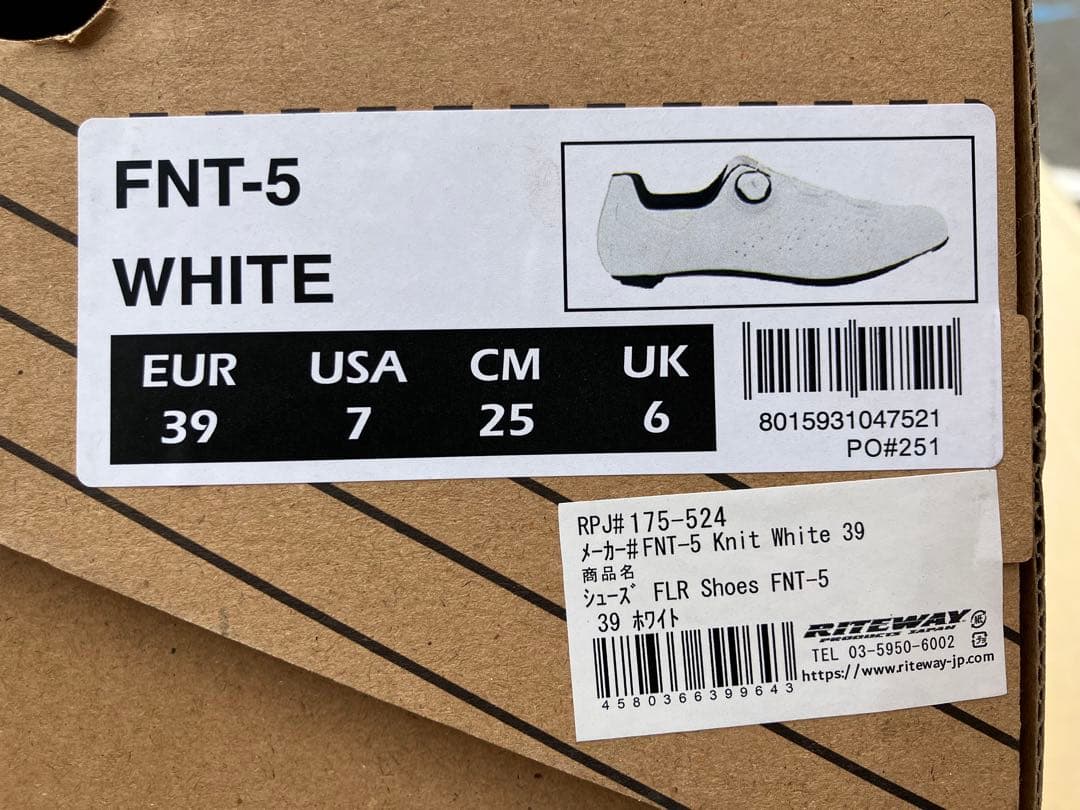 FNT-5
WHITE
EUR USA CM UK
39 7 25 6
8015931047521
PO#251
RPJ# 175-524
ﾒｰｶｰ# FNT-5 Knit White 39
商品名
ｼｭｰｽﾞ FLR Shoes FNT-5
39 ﾎﾜｲﾄ
RITEWAY
PRODUCTS JAPAN
TEL 03-5950-6002
https://www.riteway-jp.com
4580366399643